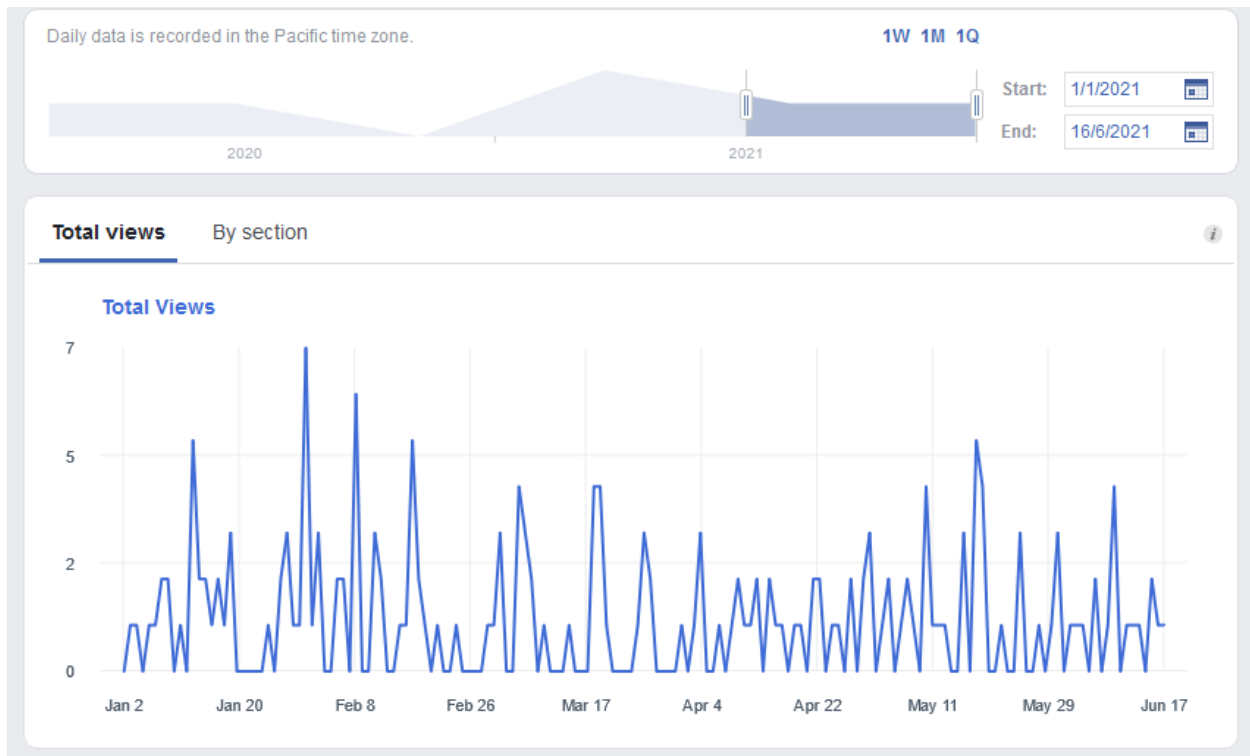 Daily data is recorded in the Pacific time zone.
1W 1M 1Q
Start: 1/1/2021
End: 16/6/2021
2020 2021
Total views By section
i
Total Views
7
5
2
0
Jan 2 Jan 20 Feb 8 Feb 26 Mar 17 Apr 4 Apr 22 May 11 May 29 Jun 17